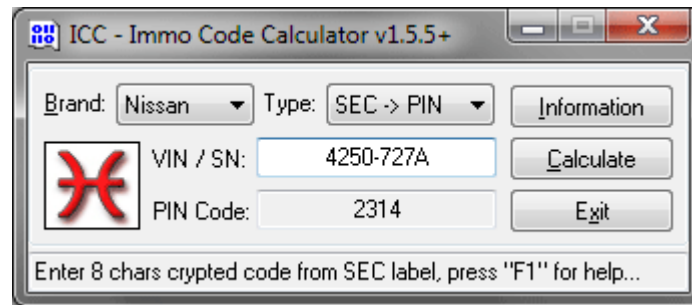 ICC - Immo Code Calculator v1.5.5+
Brand: Nissan Type: SEC -> PIN Information
VIN / SN: 4250-727A Calculate
PIN Code: 2314 Exit
Enter 8 chars crypted code from SEC label, press "F1" for help...